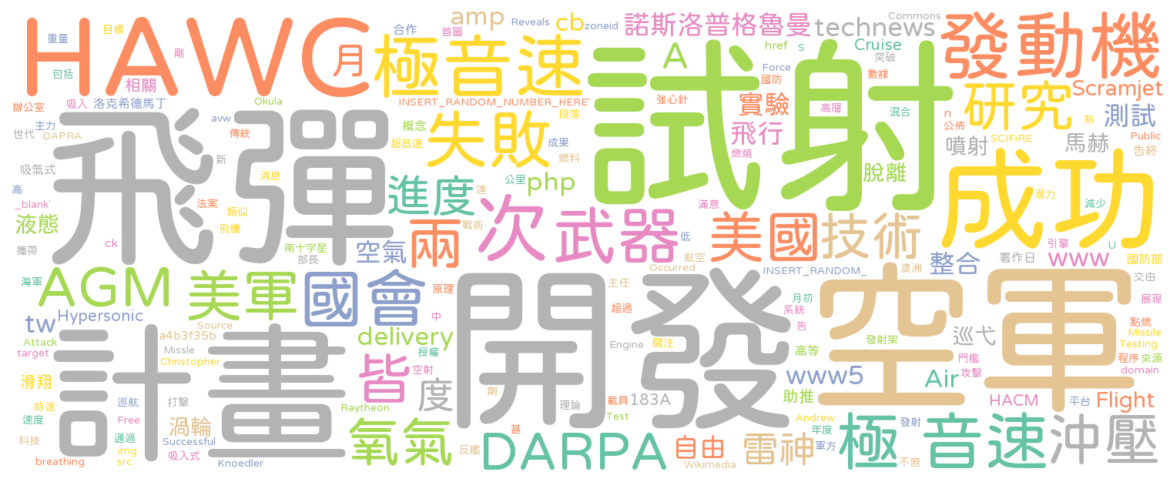 重量
目標
剛
合作
amp
首圖
Reveals
cb
zoneid
諾斯洛普格魯曼
technews
Commons
發動機
HAWC
月
極音速
試射
A
Cruise
href
s
突破
包括
相關
Force
國防
數據
Scramjet
辦公室
吸入
洛克希德馬丁
Okula
INSERT_RANDOM_NUMBER_HERE
強心針
實驗
高層
混合
n
公佈
研究
熱
測試
世代
主力
DAPRA
avw
傳統
概念
超音速
失敗
成果
燃料
段落
飛行
燃燒
噴射
SCIFiRE
馬赫
Public
告終
飛彈
吸氣式
新
消息
進度
公里
達
php
脫離
成功
潛力
減少
高
_blank'
法案
類似
飛機
液態
攜帶
ck
南十字星
部長
空氣
兩
戰術
次武器
滿意
低
美國
技術
航空
Occurred
INSERT_RANDOM_
澳洲
整合
署作日
引擎
www
U
國防部
交由
海軍
AGM
美軍
國會
原理
中
開發
主任
超過
系統
月初
告
空軍
展現
tw
Hypersonic
Attack
target
Source
a4b3f35b
Missle
Christopher
delivery
授權
空射
Engine
關注
發射架
高等
巡弋
門檻
攻擊
點燃
Missile
Testing
程序
來源
domain
計畫
滑翔
時速
巡航
打擊
皆
度
劑
理論
載具
183A
Test
www5
助推
Air
HACM
平台
Flight
速度
Free
通過
渦輪
科技
img
src
Successful
吸入式
breathing
Knoedler
Raytheon
氧氣
反艦
甚
DARPA
自由
Wikimedia
雷神
Andrew
年度
軍方
發射
不但
極 音速
沖壓